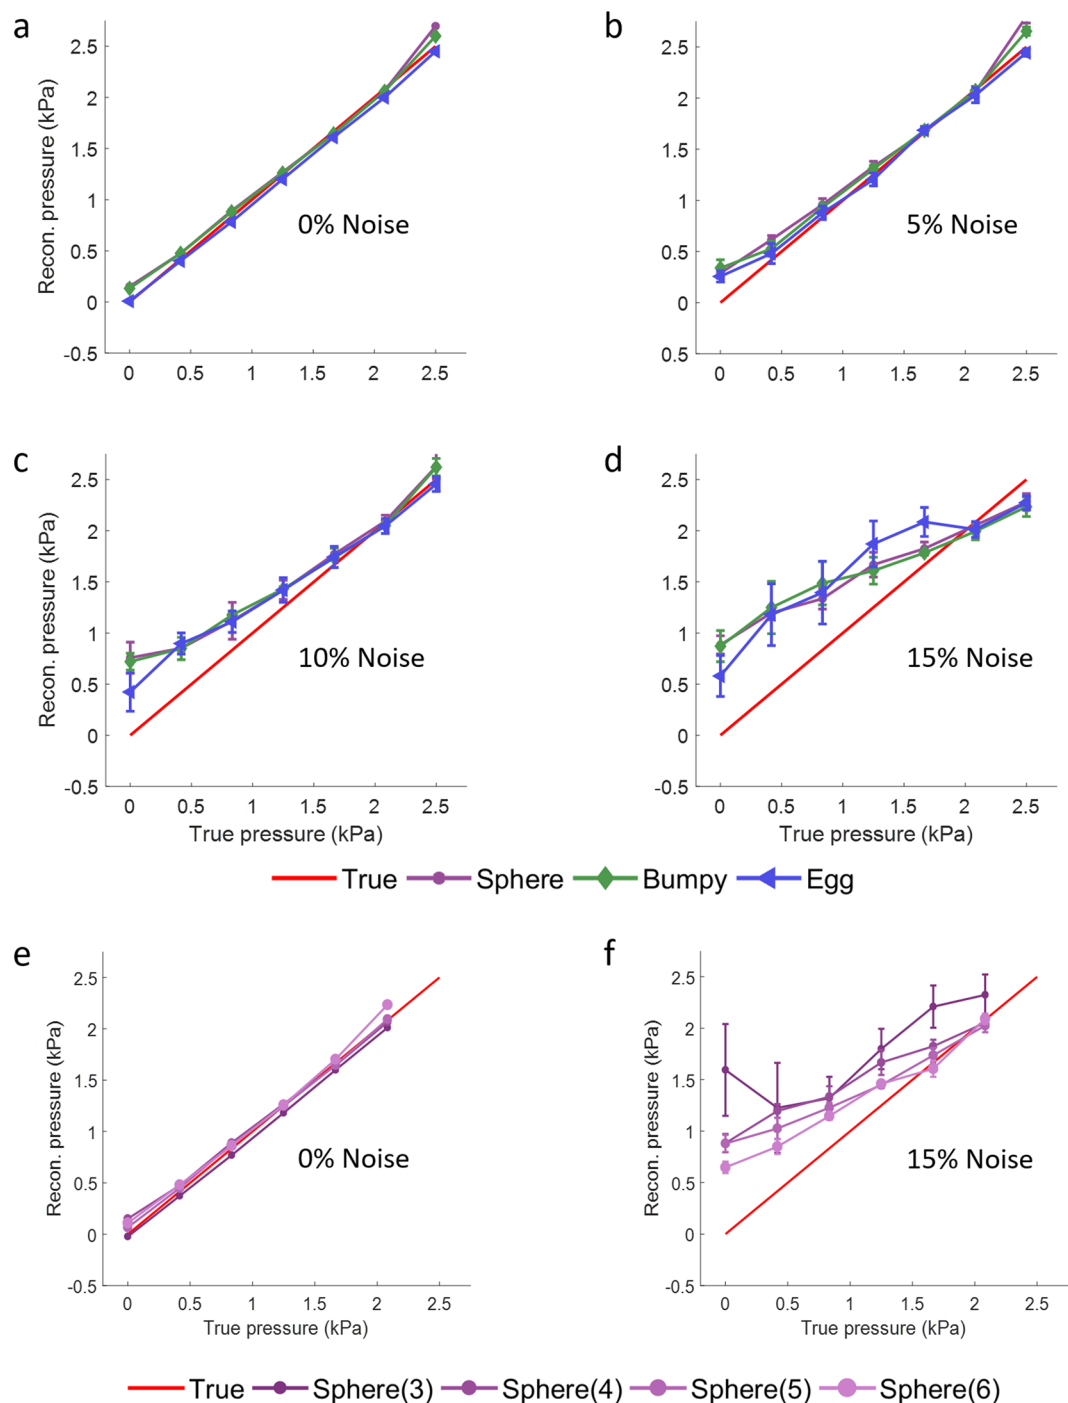 a
2.5
2
1.5
1
0.5
0
-0.5
Recon. pressure (kPa)
0% Noise
0 0.5 1 1.5 2 2.5
b
2.5
2
1.5
1
0.5
0
0.5
5% Noise
0 0.5 1 1.5 2 2.5
c
2.5
2
1.5
1
0.5
0
-0.5
Recon. pressure (kPa)
10% Noise
0 0.5 1 1.5 2 2.5
True pressure (kPa)
d
2.5
2
1.5
1
0.5
0
-0.5
15% Noise
0 0.5 1 1.5 2 2.5
True pressure (kPa)
True Sphere Bumpy Egg
e
2.5
2
1.5
1
0.5
0
-0.5
Recon. pressure (kPa)
0% Noise
0 0.5 1 1.5 2 2.5
True pressure (kPa)
f
2.5
2
1.5
1
0.5
0
-0.5
Recon. pressure (kPa)
15% Noise
0 0.5 1 1.5 2 2.5
True pressure (kPa)
True Sphere(3) Sphere(4) Sphere(5) Sphere(6)